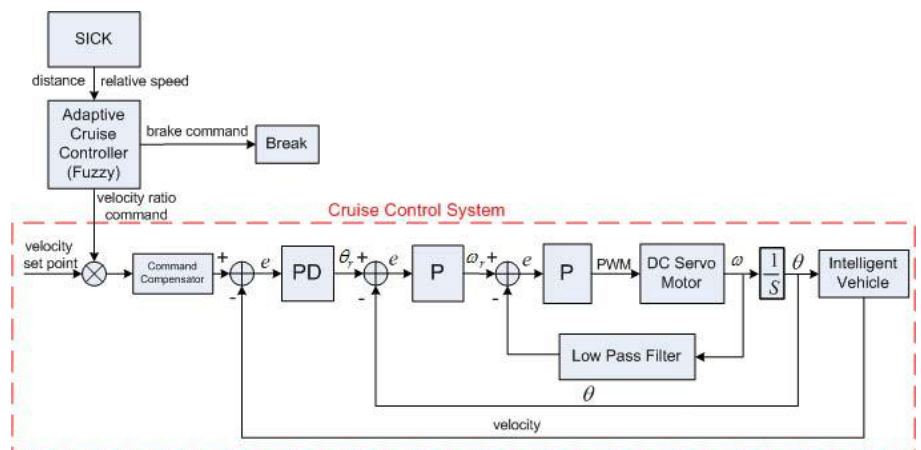 SICK
distance relative speed
Adaptive
Cruise
Controller
(Fuzzy)
brake command
Break
velocity ratio
command
Cruise Control System
velocity
set point
Command
Compensator
+
-
e
PD
θr
+
-
e
P
ωr
+
-
e
P
PWM
DC Servo
Motor
ω
1
S
θ
Intelligent
Vehicle
Low Pass Filter
θ
velocity